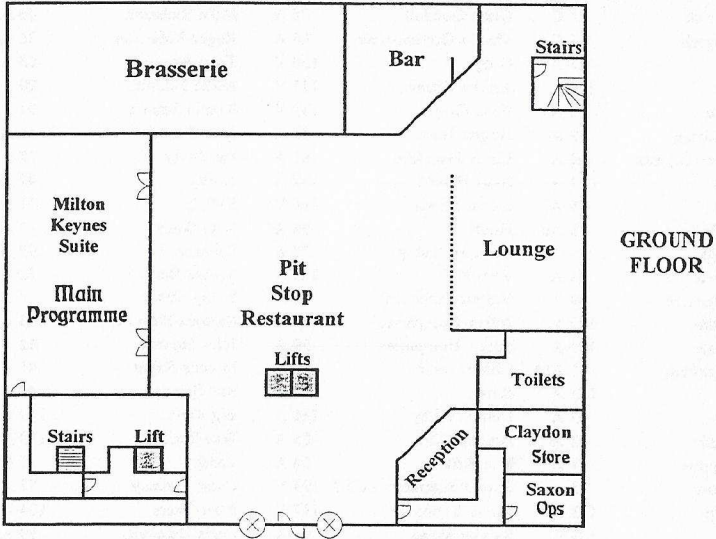 Brasserie
Bar
Stairs
Milton
Keynes
Suite
Main
Programme
Pit
Stop
Restaurant
Lifts
Lounge
GROUND
FLOOR
Toilets
Stairs
Lift
Reception
Claydon
Store
Saxon
Ops